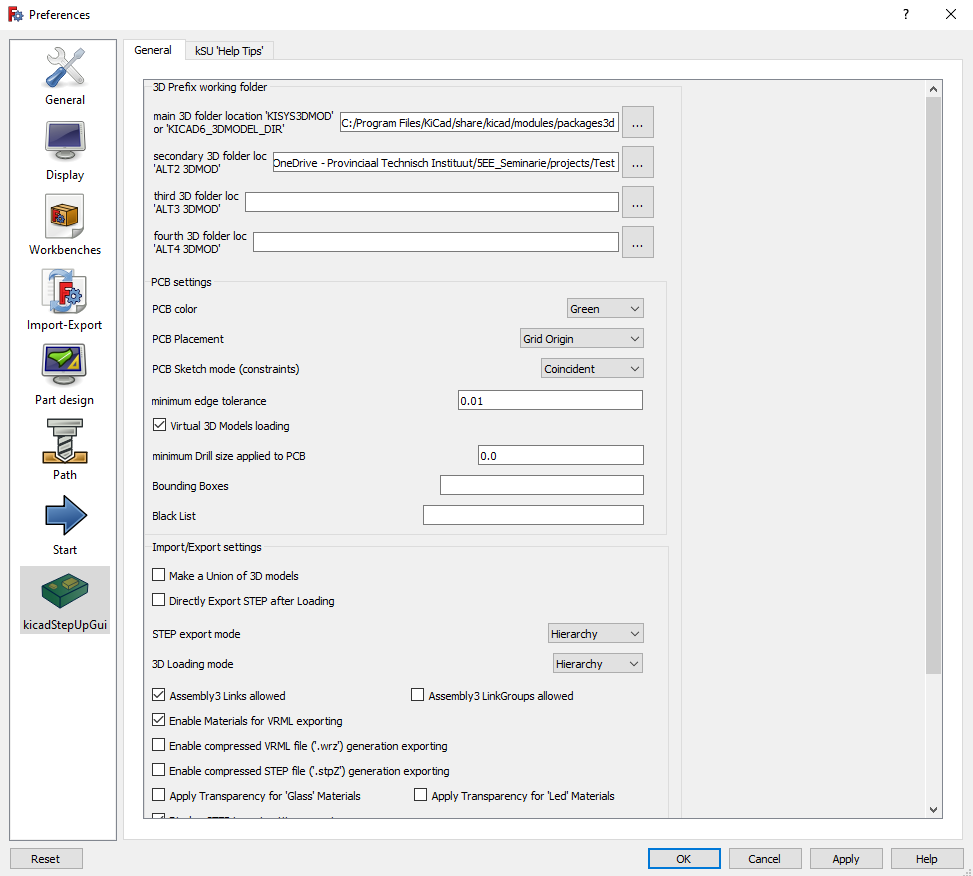 Preferences
?
General
Display
Workbenches
Import-Export
Part design
Path
Start
kicadStepUpGui
General kSU 'Help Tips'
3D Prefix working folder
main 3D folder location 'KISYS3DMOD'
or 'KICAD6_3DMODEL_DIR'
C:/Program Files/KiCad/share/kicad/modules/packages3d ...
secondary 3D folder loc
'ALT2 3DMOD'
OneDrive - Provinciaal Technisch Instituut/5EE_Seminarie/projects/Test ...
third 3D folder loc
'ALT3 3DMOD'
...
fourth 3D folder loc
'ALT4 3DMOD'
...
PCB settings
PCB color Green
PCB Placement Grid Origin
PCB Sketch mode (constraints) Coincident
minimum edge tolerance 0.01
Virtual 3D Models loading
minimum Drill size applied to PCB 0.0
Bounding Boxes
Black List
Import/Export settings
Make a Union of 3D models
Directly Export STEP after Loading
STEP export mode Hierarchy
3D Loading mode Hierarchy
Assembly3 Links allowed Assembly3 LinkGroups allowed
Enable Materials for VRML exporting
Enable compressed VRML file ('.wrz') generation exporting
Enable compressed STEP file ('.stpZ') generation exporting
Apply Transparency for 'Glass' Materials Apply Transparency for 'Led' Materials
Reset OK Cancel Apply Help